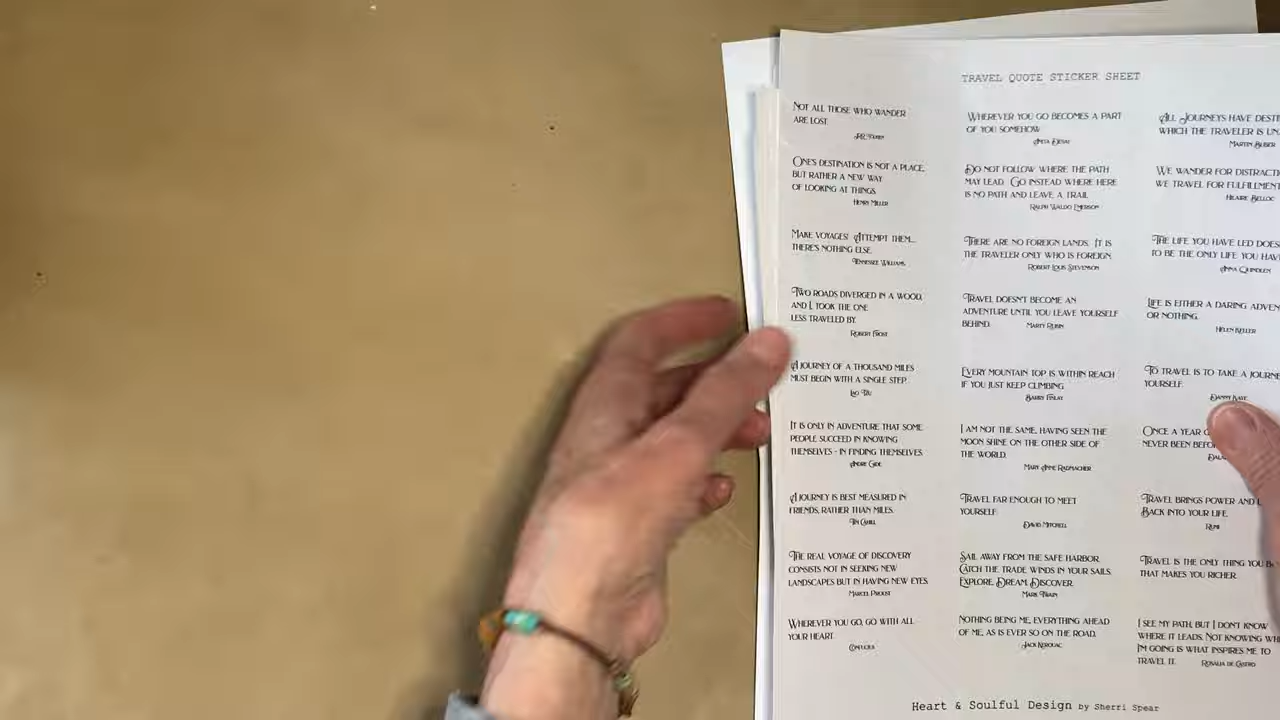 TRAVEL QUOTE STICKER SHEET
NOT ALL THOSE WHO WANDER
ARE LOST.
J.R.R. TOLKIEN
ONE'S DESTINATION IS NOT A PLACE,
BUT RATHER A NEW WAY
OF LOOKING AT THINGS.
HENRY MILLER
MAKE VOYAGES! ATTEMPT THEM...
THERE'S NOTHING ELSE.
TENNESSEE WILLIAMS
TWO ROADS DIVERGED IN A WOOD,
AND I, TOOK THE ONE
LESS TRAVELED BY.
ROBERT FROST
A JOURNEY OF A THOUSAND MILES
MUST BEGIN WITH A SINGLE STEP.
LAO TZU
IT IS ONLY IN ADVENTURE THAT SOME
PEOPLE SUCCEED IN KNOWING
THEMSELVES - IN FINDING THEMSELVES.
ANDRE GIDE
A JOURNEY IS BEST MEASURED IN
FRIENDS, RATHER THAN MILES.
TIM CAHILL
THE REAL VOYAGE OF DISCOVERY
CONSISTS NOT IN SEEKING NEW
LANDSCAPES BUT IN HAVING NEW EYES.
MARCEL PROUST
WHEREVER YOU GO, GO WITH ALL
YOUR HEART.
CONFUCIUS
WHEREVER YOU GO BECOMES A PART
OF YOU SOMEHOW.
ANITA DESAI
DO NOT FOLLOW WHERE THE PATH
MAY LEAD. GO INSTEAD WHERE HERE
IS NO PATH AND LEAVE A TRAIL.
RALPH WALDO EMERSON
THERE ARE NO FOREIGN LANDS. IT IS
THE TRAVELER ONLY WHO IS FOREIGN.
ROBERT LOUIS STEVENSON
TRAVEL DOESN'T BECOME AN
ADVENTURE UNTIL YOU LEAVE YOURSELF
BEHIND. MARTY RUBIN
EVERY MOUNTAIN TOP IS WITHIN REACH
IF YOU JUST KEEP CLIMBING.
BARRY FINLAY
I AM NOT THE SAME, HAVING SEEN THE
MOON SHINE ON THE OTHER SIDE OF
THE WORLD.
MARY ANNE RADMACHER
TRAVEL FAR ENOUGH TO MEET
YOURSELF.
DAVID MITCHELL
SAIL AWAY FROM THE SAFE HARBOR.
CATCH THE TRADE WINDS IN YOUR SAILS.
EXPLORE. DREAM. DISCOVER.
MARK TWAIN
NOTHING BEING ME, EVERYTHING AHEAD
OF ME, AS IS EVER SO ON THE ROAD.
JACK KEROUAC
ALL JOURNEYS HAVE
WHICH THE TRAVELER IS
MARTIN BUBER
WE WANDER FOR
WE TRAVEL FOR FULFILLMENT
HILAIRE BELLOC
THE LIFE YOU HAVE LED
TO BE THE ONLY LIFE YOU
ANNA QUINDLEN
LIFE IS EITHER A DARING
OR NOTHING.
HELEN KELLER
TO TRAVEL IS TO TAKE A
YOURSELF.
DANNY KAYE
ONCE A YEAR
NEVER BEEN
TRAVEL BRINGS POWER AND
BACK INTO YOUR LIFE.
RUMI
TRAVEL IS THE ONLY THING YOU
THAT MAKES YOU RICHER.
I SEE MY PATH, BUT I DON'T KNOW
WHERE IT LEADS. NOT KNOWING
I'M GOING IS WHAT INSPIRES ME TO
TRAVEL IT. ROSALIA DE CASTRO
Heart & Soulful Design by Sherri Spear